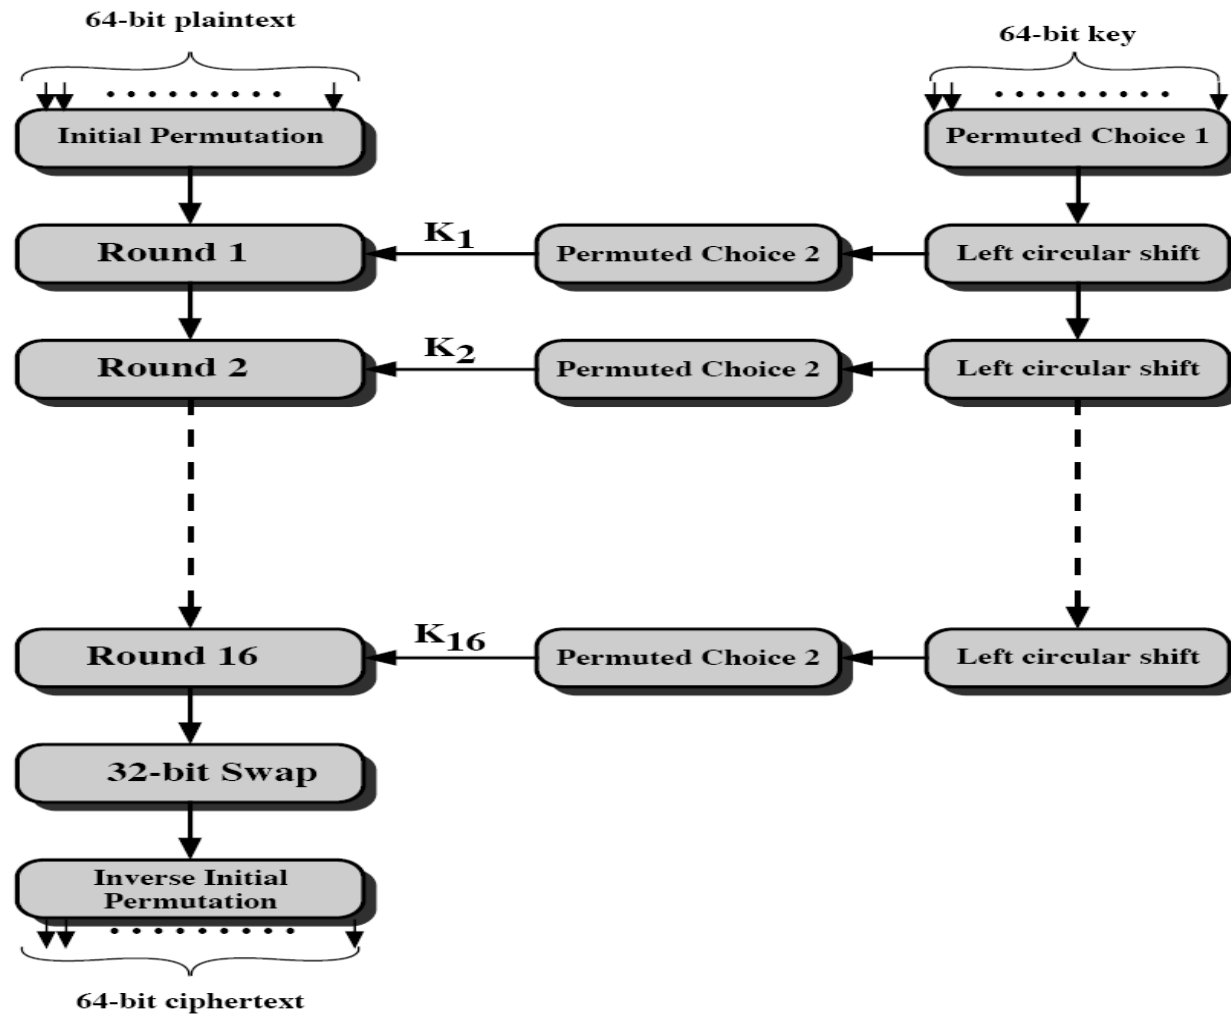 64-bit plaintext
64-bit key
Initial Permutation
Permuted Choice 1
Round 1
K1
Permuted Choice 2
Left circular shift
Round 2
K2
Permuted Choice 2
Left circular shift
Round 16
K16
Permuted Choice 2
Left circular shift
32-bit Swap
Inverse Initial
Permutation
64-bit ciphertext